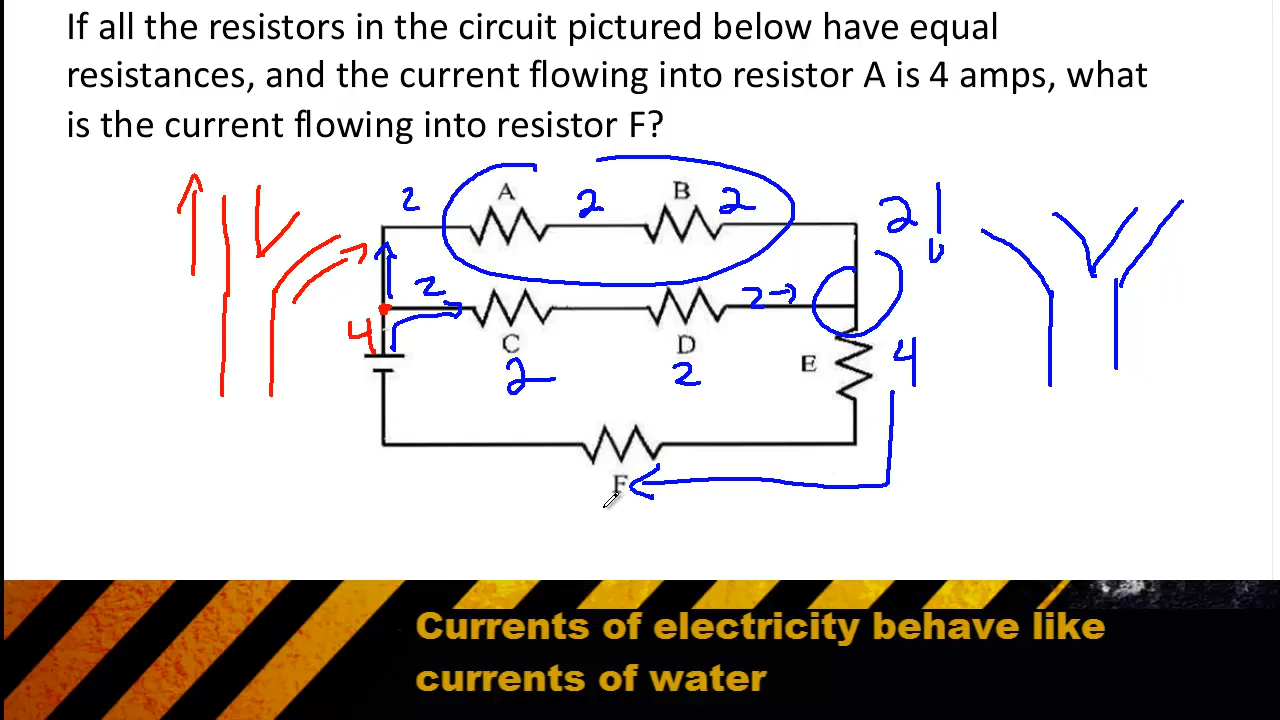 If all the resistors in the circuit pictured below have equal
resistances, and the current flowing into resistor A is 4 amps, what
is the current flowing into resistor F?
2 A 2 B 2 2
2 2
4 C D E 4
2 2
F
Currents of electricity behave like
currents of water